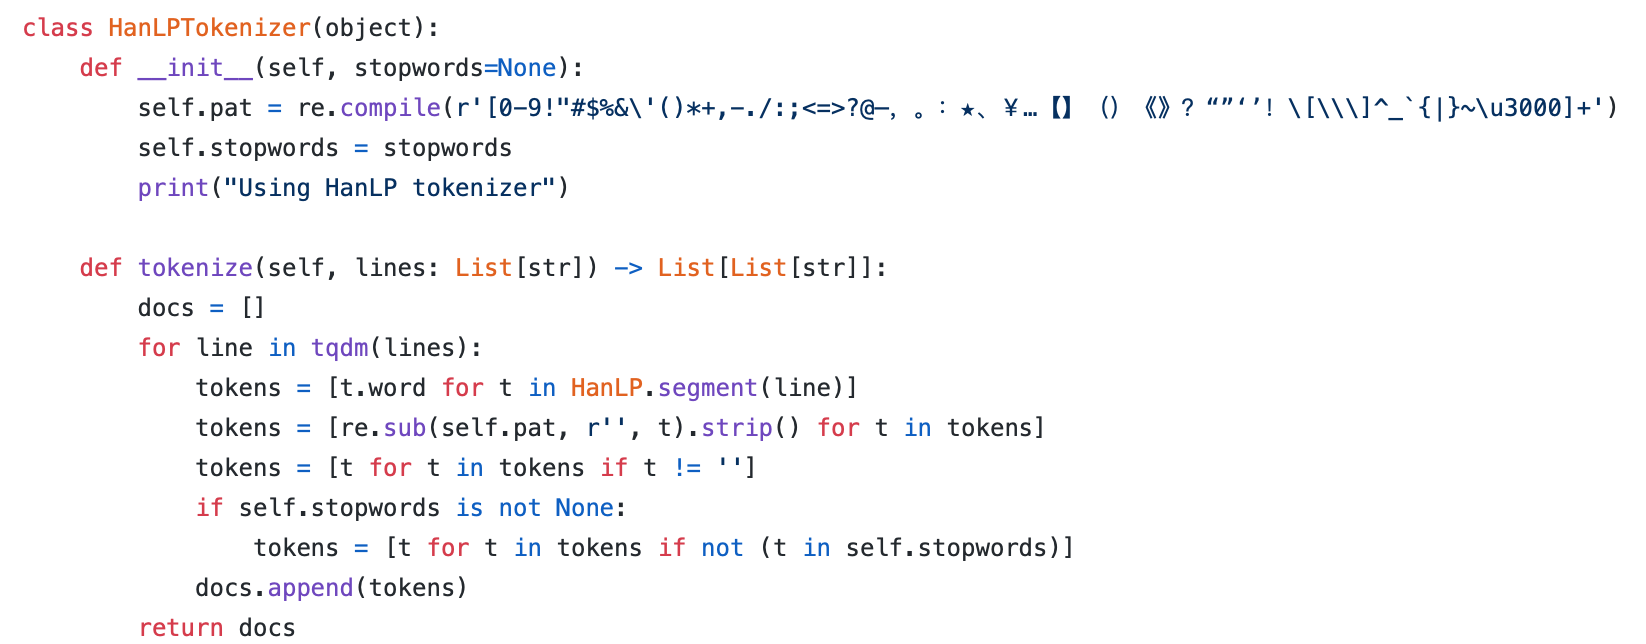 class HanLPTokenizer(object):
    def __init__(self, stopwords=None):
        self.pat = re.compile(r'[0-9!"#$%&\'()*+,-./:;<=>?@—，。：★、￥…【】（）《》？“”‘’！\[\\\]^_`{|}~\u3000]+')
        self.stopwords = stopwords
        print("Using HanLP tokenizer")

    def tokenize(self, lines: List[str]) -> List[List[str]]:
        docs = []
        for line in tqdm(lines):
            tokens = [t.word for t in HanLP.segment(line)]
            tokens = [re.sub(self.pat, r'', t).strip() for t in tokens]
            tokens = [t for t in tokens if t != '']
            if self.stopwords is not None:
                tokens = [t for t in tokens if not (t in self.stopwords)]
            docs.append(tokens)
        return docs